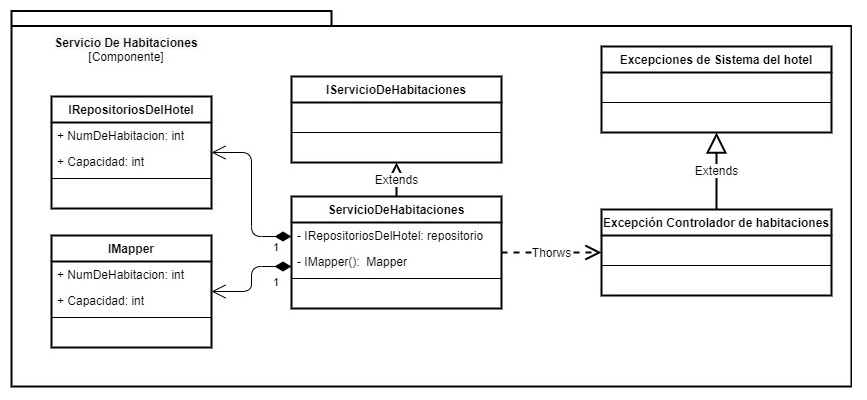 Servicio De Habitaciones
[Componente]
Excepciones de Sistema del hotel
IServicioDeHabitaciones
IRepositoriosDelHotel
+ NumDeHabitacion: int
+ Capacidad: int
Extends
Extends
ServicioDeHabitaciones
- IRepositoriosDelHotel: repositorio
- IMapper(): Mapper
1
1
Excepción Controlador de habitaciones
Thorws
IMapper
+ NumDeHabitacion: int
+ Capacidad: int